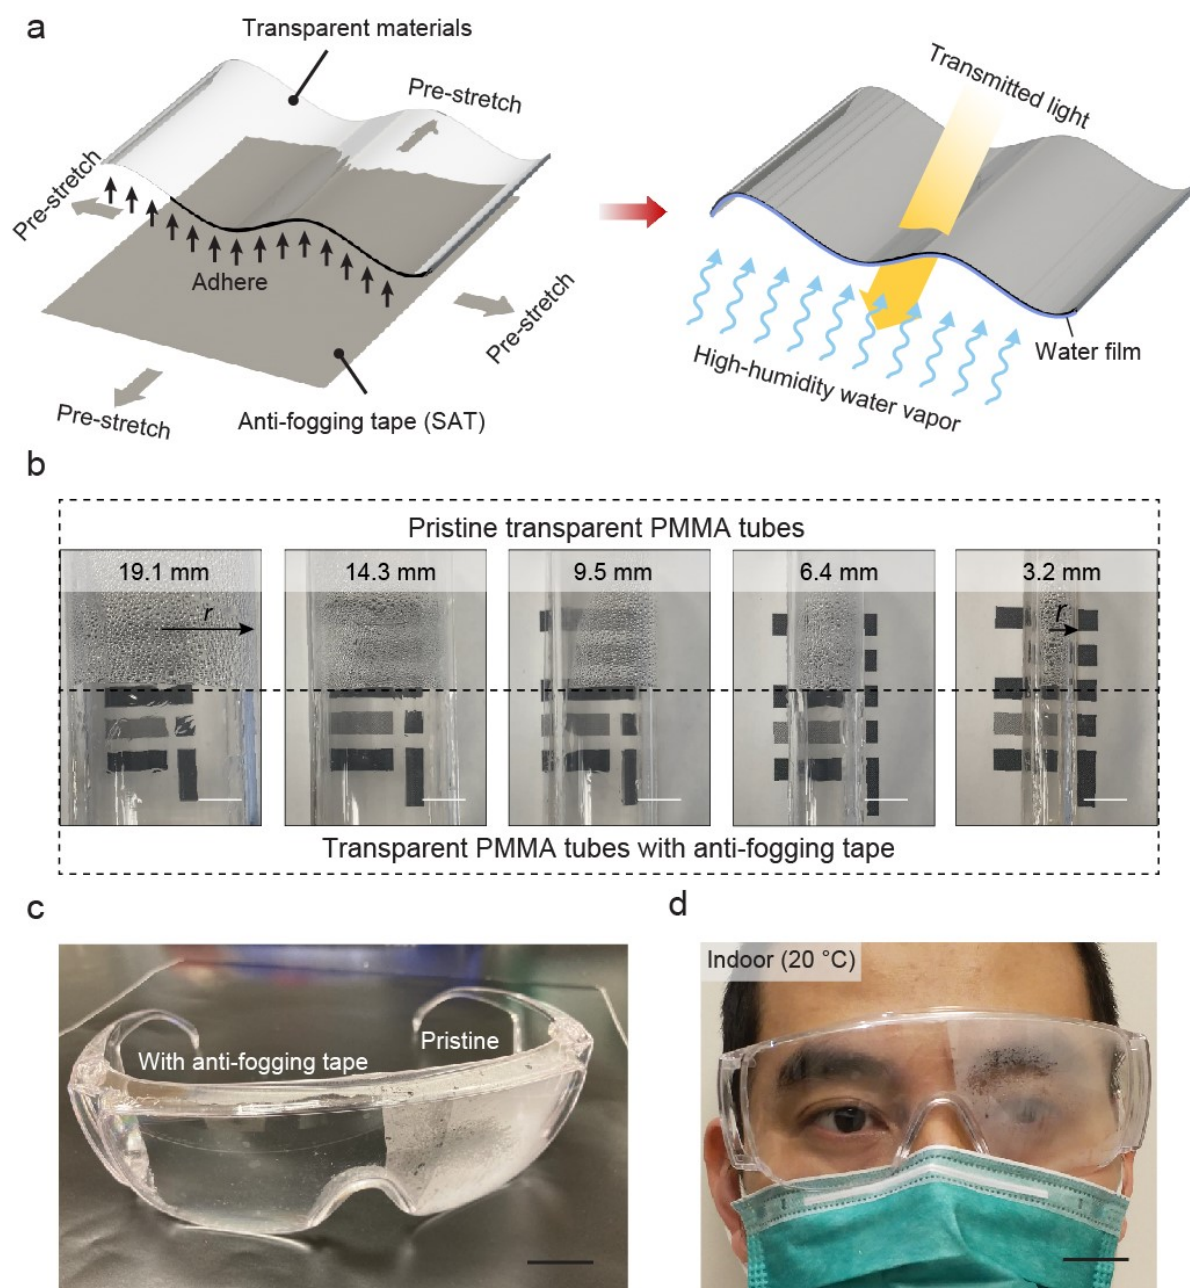 a
Transparent materials
Pre-stretch
Pre-stretch
Adhere
Pre-stretch
Pre-stretch
Anti-fogging tape (SAT)
Transmitted light
Water film
High-humidity water vapor
b
Pristine transparent PMMA tubes
19.1 mm
14.3 mm
9.5 mm
6.4 mm
3.2 mm
r
r
Transparent PMMA tubes with anti-fogging tape
c
With anti-fogging tape
Pristine
d
Indoor (20 °C)